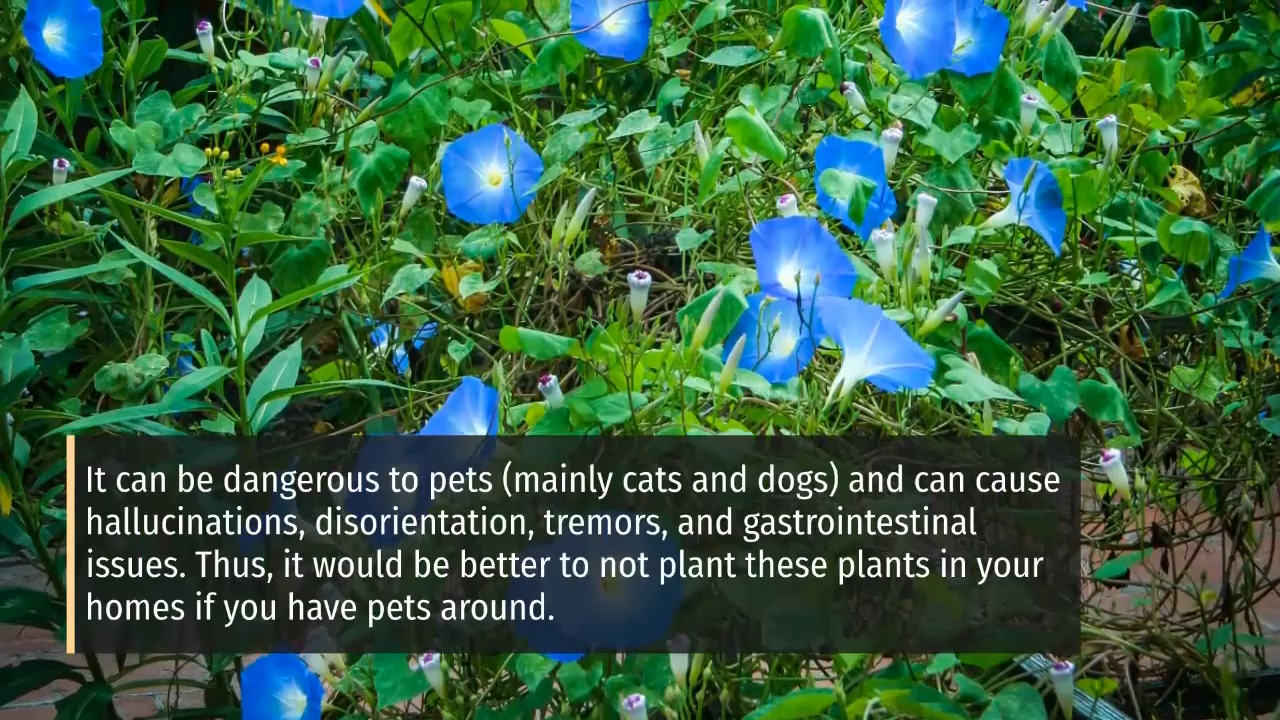 It can be dangerous to pets (mainly cats and dogs) and can cause
hallucinations, disorientation, tremors, and gastrointestinal
issues. Thus, it would be better to not plant these plants in your
homes if you have pets around.